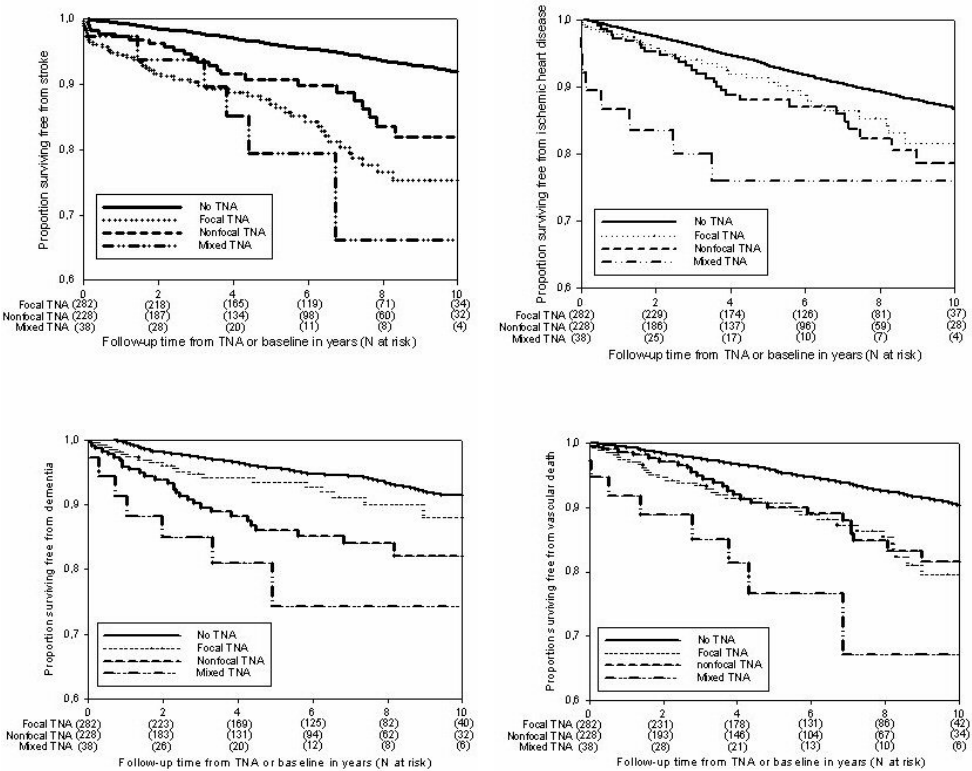 Proportion surviving free from stroke
1,0
0,9
0,8
0,7
0,6
No TNA
Focal TNA
Nonfocal TNA
Mixed TNA
0 2 4 6 8 10
Focal TNA (282) (218) (165) (119) (71) (34)
Nonfocal TNA (228) (187) (134) (98) (60) (32)
Mixed TNA (38) (28) (20) (11) (8) (4)
Follow-up time from TNA or baseline in years (N at risk)
Proportion surviving free from ischemic heart disease
1,0
0,9
0,8
0,7
0,6
No TNA
Focal TNA
Nonfocal TNA
Mixed TNA
0 2 4 6 8 10
Focal TNA (282) (229) (174) (126) (81) (37)
Nonfocal TNA (228) (186) (137) (96) (59) (28)
Mixed TNA (38) (25) (17) (10) (7) (4)
Follow-up time from TNA or baseline in years (N at risk)
Proportion surviving free from dementia
1,0
0,9
0,8
0,7
0,6
No TNA
Focal TNA
Nonfocal TNA
Mixed TNA
0 2 4 6 8 10
Focal TNA (282) (223) (169) (125) (82) (40)
Nonfocal TNA (228) (183) (131) (94) (62) (32)
Mixed TNA (38) (26) (20) (12) (8) (6)
Follow-up time from TNA or baseline in years (N at risk)
Proportion surviving free from vascular death
1,0
0,9
0,8
0,7
0,6
No TNA
Focal TNA
nonfocal TNA
Mixed TNA
0 2 4 6 8 10
Focal TNA (282) (231) (178) (131) (86) (42)
Nonfocal TNA (228) (193) (146) (104) (67) (34)
Mixed TNA (38) (28) (21) (13) (10) (6)
Follow-up time from TNA or baseline in years (N at risk)